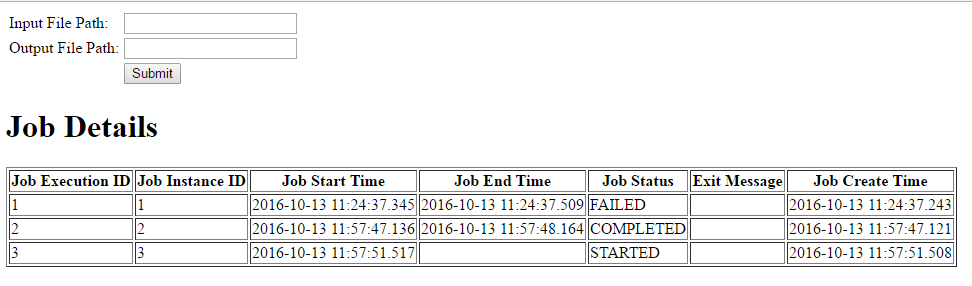 Input File Path:
Output File Path:
Submit
Job Details
Job Execution ID Job Instance ID Job Start Time Job End Time Job Status Exit Message Job Create Time
1 1 2016-10-13 11:24:37.345 2016-10-13 11:24:37.509 FAILED 2016-10-13 11:24:37.243
2 2 2016-10-13 11:57:47.136 2016-10-13 11:57:48.164 COMPLETED 2016-10-13 11:57:47.121
3 3 2016-10-13 11:57:51.517 STARTED 2016-10-13 11:57:51.508